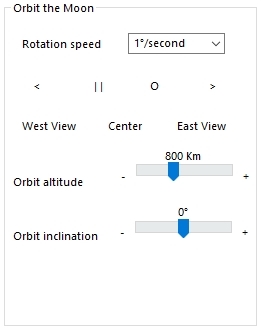 Orbit the Moon
Rotation speed 1°/second
< || O >
West View Center East View
800 Km
Orbit altitude - +
0°
Orbit inclination - +